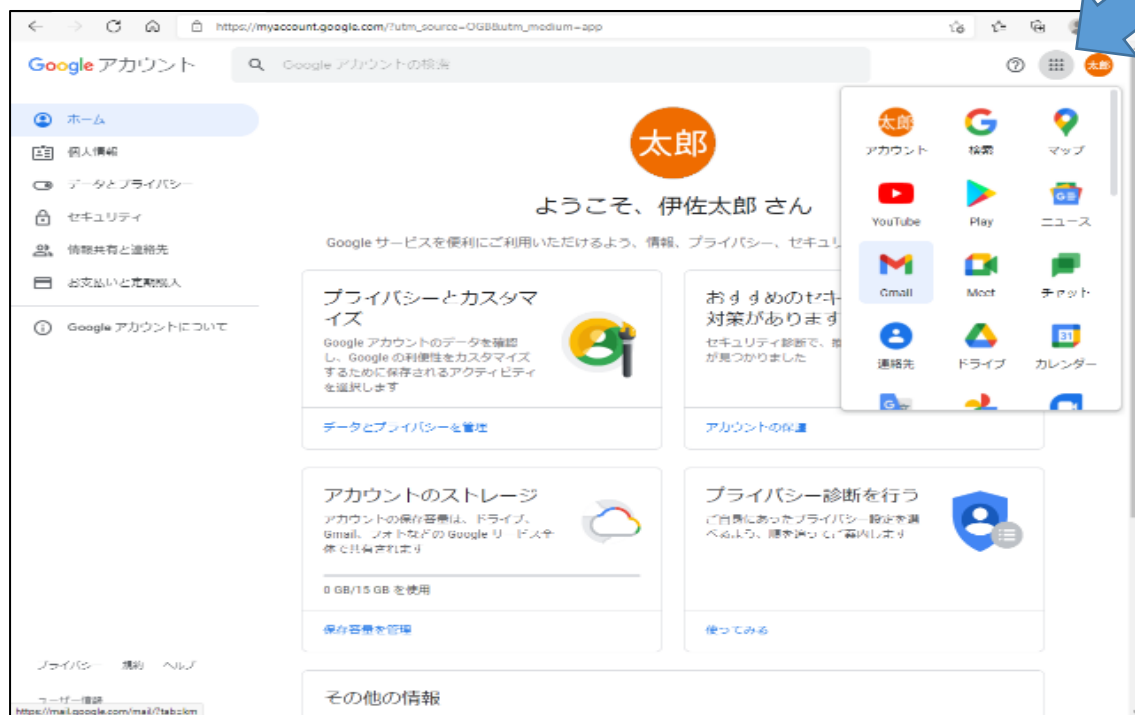 https://myaccount.google.com/?utm_source=OGB&utm_medium=app
Google アカウント
Google アカウントの検索
太郎
ホーム
個人情報
データとプライバシー
セキュリティ
情報共有と連絡先
お支払いと定期購入
Google アカウントについて
太郎
ようこそ、伊佐太郎 さん
Google サービスを便利にご利用いただけるよう、情報、プライバシー、セキュリ
プライバシーとカスタマ
イズ
Google アカウントのデータを確認
し、Google の利便性をカスタマイズ
するために保存されるアクティビティ
を選択します
データとプライバシーを管理
おすすめのセキ
対策があります
セキュリティ診断で、
が見つかりました
アカウントの保護
太郎
アカウント
検索
マップ
YouTube
Play
ニュース
Gmail
Meet
チャット
連絡先
ドライブ
31
カレンダー
アカウントのストレージ
アカウントの保存容量は、ドライブ、
Gmail、フォトなどの Google サービス全
体で共有されます
0 GB/15 GB を使用
保存容量を管理
プライバシー診断を行う
ご自身にあったプライバシー設定を選
べるよう、順を追ってご案内します
使ってみる
その他の情報
プライバシー 規約 ヘルプ
ユーザー情報
https://mail.google.com/mail/?tab=km